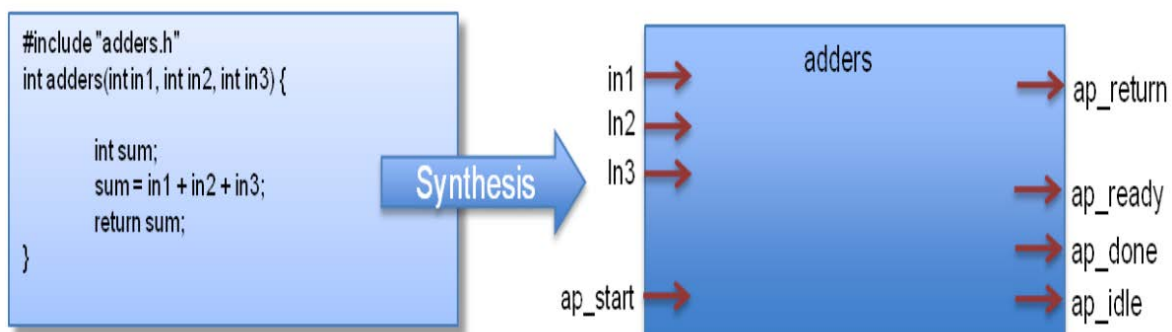 #include "adders.h"
int adders(int in1, int in2, int in3) {
int sum;
sum = in1 + in2 + in3;
return sum;
}
Synthesis
adders
in1
In2
In3
ap_start
ap_return
ap_ready
ap_done
ap_idle